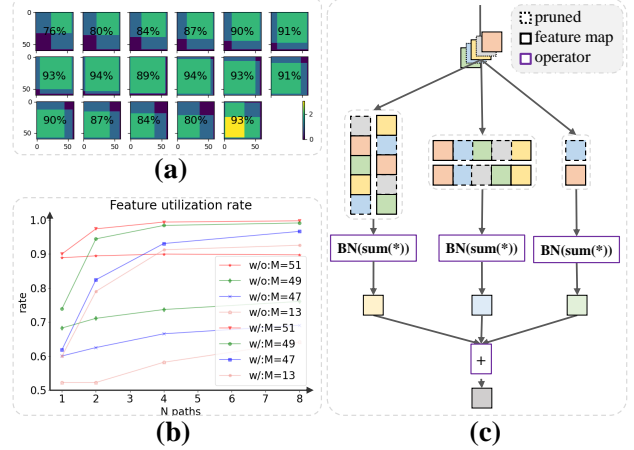 0
50
76%
80%
84%
87%
90%
91%
0
50
93%
94%
89%
94%
93%
91%
0
50
90%
87%
84%
80%
93%
0 50 0 50 0 50 0 50 0 50
2
0
(a)
Feature utilization rate
1.0
0.9
0.8
0.7
0.6
0.5
rate
w/o:M=51
w/o:M=49
w/o:M=47
w/o:M=13
w/:M=51
w/:M=49
w/:M=47
w/:M=13
1 2 3 4 5 6 7 8
N paths
(b)
pruned
feature map
operator
BN(sum(*))
BN(sum(*))
BN(sum(*))
+
(c)